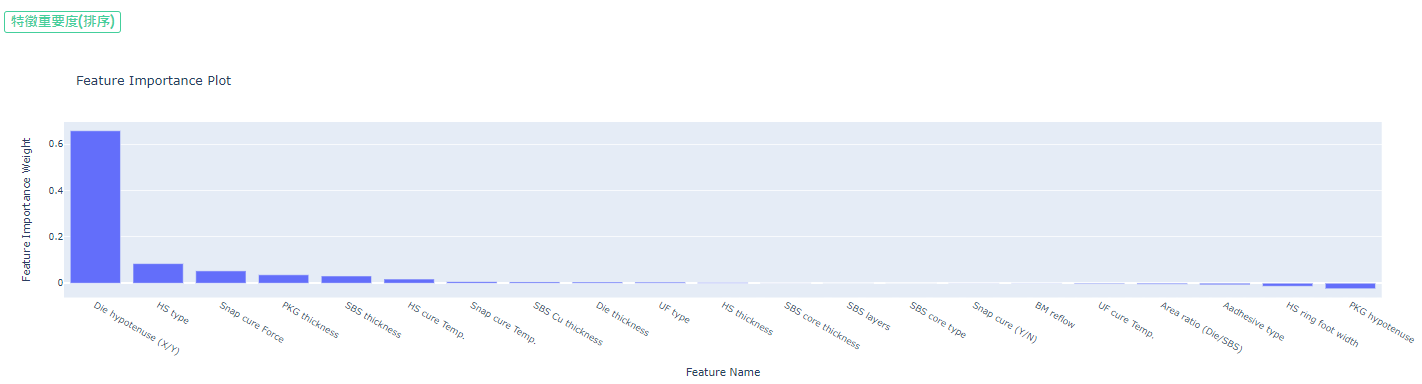 特徵重要度(排序)
Feature Importance Plot
Feature Importance Weight
0.6
0.4
0.2
0
Die hypotenuse (X/Y)
HS type
Snap cure Force
PKG thickness
SBS thickness
HS cure Temp.
Snap cure Temp.
SBS Cu thickness
Die thickness
UF type
HS thickness
SBS core thickness
SBS layers
SBS core type
Snap cure (Y/N)
BM reflow
UF cure Temp.
Area ratio (Die/SBS)
Aadhesive type
HS ring foot width
PKG hypotenuse
Feature Name